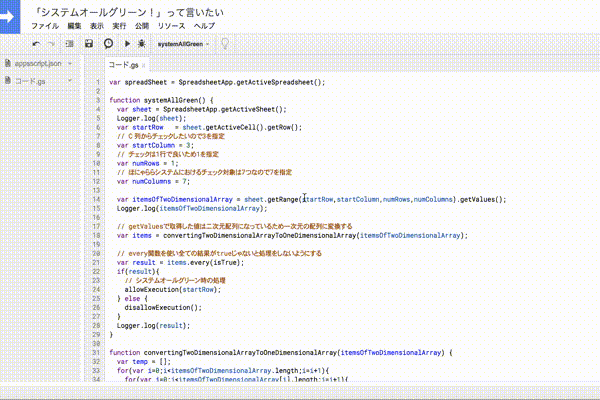 「システムオールグリーン！」って言いたい
ファイル 編集 表示 実行 公開 リソース ヘルプ
systemAllGreen
appsscript.json
コード.gs
コード.gs
1 var spreadSheet = SpreadsheetApp.getActiveSpreadsheet();
2
3 function systemAllGreen() {
4 var sheet = SpreadsheetApp.getActiveSheet();
5 Logger.log(sheet);
6 var startRow = sheet.getActiveCell().getRow();
7 // C 列からチェックしたいので3を指定
8 var startColumn = 3;
9 // チェックは1行で良いため1を指定
10 var numRows = 1;
11 // ほにゃららシステムにおけるチェック対象は7つなので7を指定
12 var numColumns = 7;
13
14 var itemsOfTwoDimensionalArray = sheet.getRange(startRow,startColumn,numRows,numColumns).getValues();
15 Logger.log(itemsOfTwoDimensionalArray);
16
17 // getValuesで取得した値は二次元配列になっているため一次元の配列に変換する
18 var items = convertingTwoDimensionalArrayToOneDimensionalArray(itemsOfTwoDimensionalArray);
19
20 // every関数を使い全ての結果がtrueじゃないと処理をしないようにする
21 var result = items.every(isTrue);
22 if(result){
23 // システムオールグリーン時の処理
24 allowExecution(startRow);
25 } else {
26 disallowExecution();
27 }
28 Logger.log(result);
29 }
30
31 function convertingTwoDimensionalArrayToOneDimensionalArray(itemsOfTwoDimensionalArray) {
32 var temp = [];
33 for(var i=0;i<itemsOfTwoDimensionalArray.length;i=i+1){
34